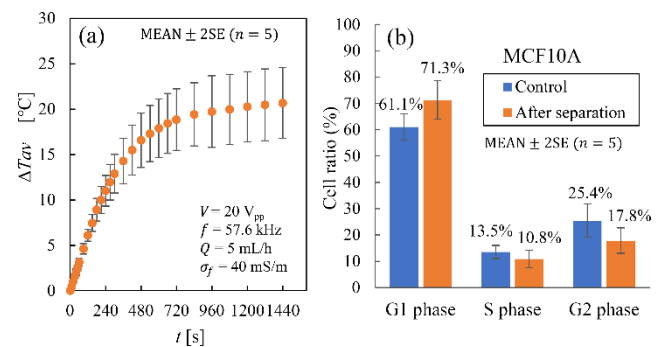 (a)
MEAN ± 2SE (n = 5)
30
25
20
15
10
5
0
ΔTav [℃]
V = 20 Vpp
f = 57.6 kHz
Q = 5 mL/h
σf = 40 mS/m
0 240 480 720 960 1200 1440
t [s]
(b)
MCF10A
Control
After separation
MEAN ± 2SE (n = 5)
100
90
80
70
60
50
40
30
20
10
0
Cell ratio (%)
61.1%
71.3%
13.5%
10.8%
25.4%
17.8%
G1 phase S phase G2 phase